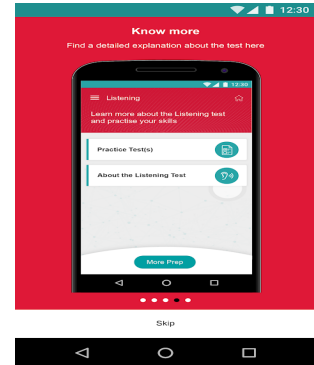 12:30
Know more
Find a detailed explanation about the test here
12:30
Listening
Learn more about the Listening test
and practise your skills
Practice Test(s)
About the Listening Test
More Prep
Skip